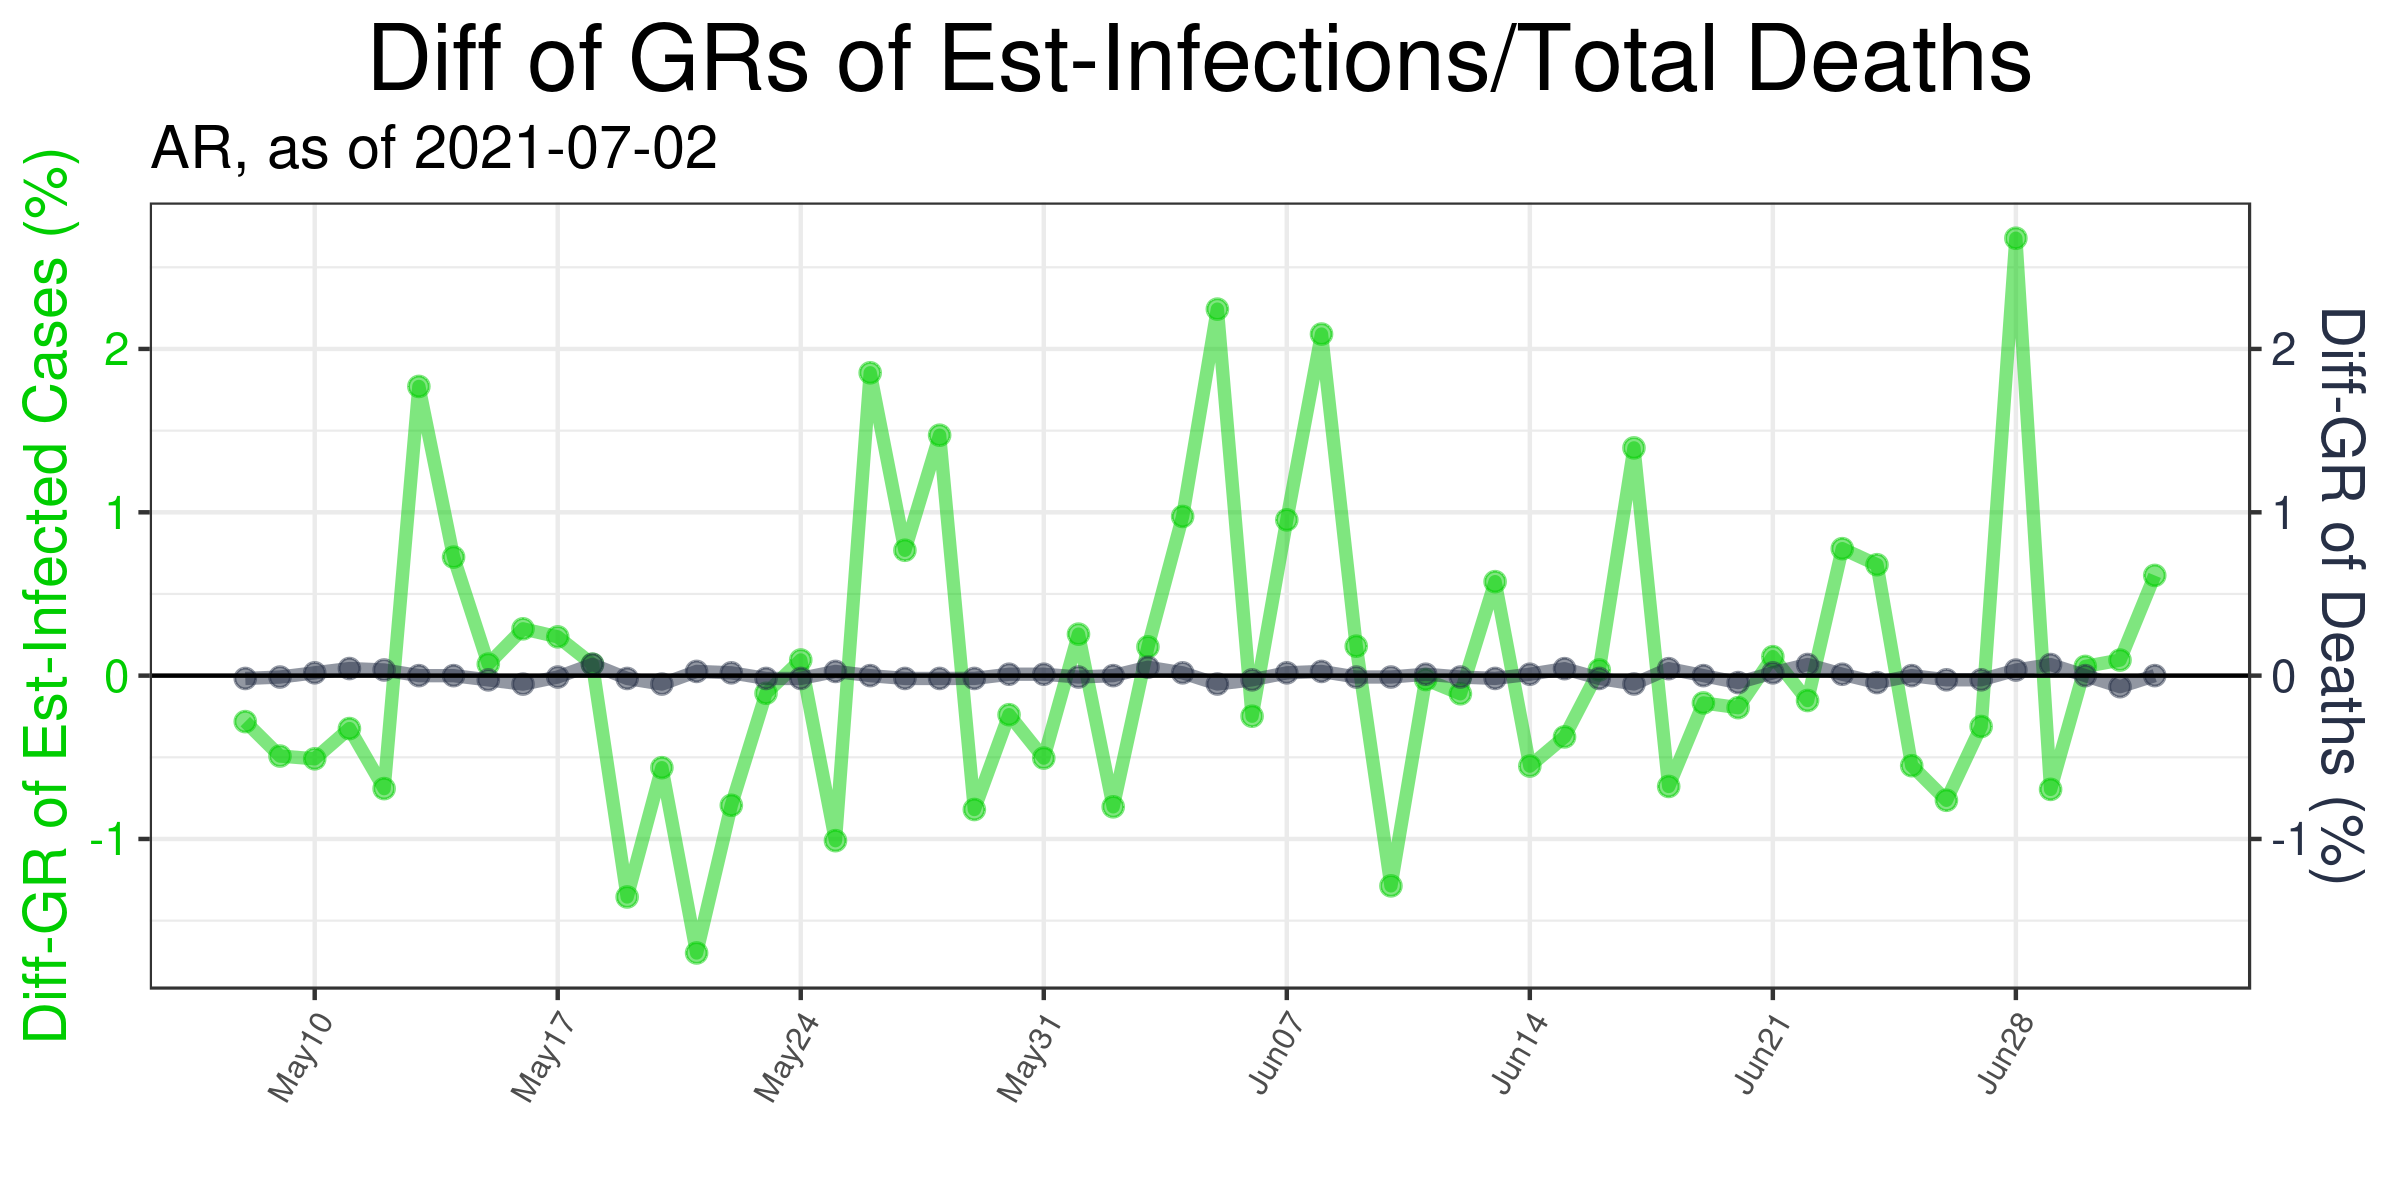 Diff of GRs of Est-Infections/Total Deaths
AR, as of 2021-07-02
Diff-GR of Est-Infected Cases (%)
2
1
0
-1
2
1
0
-1
Diff-GR of Deaths (%)
May10
May17
May24
May31
Jun07
Jun14
Jun21
Jun28